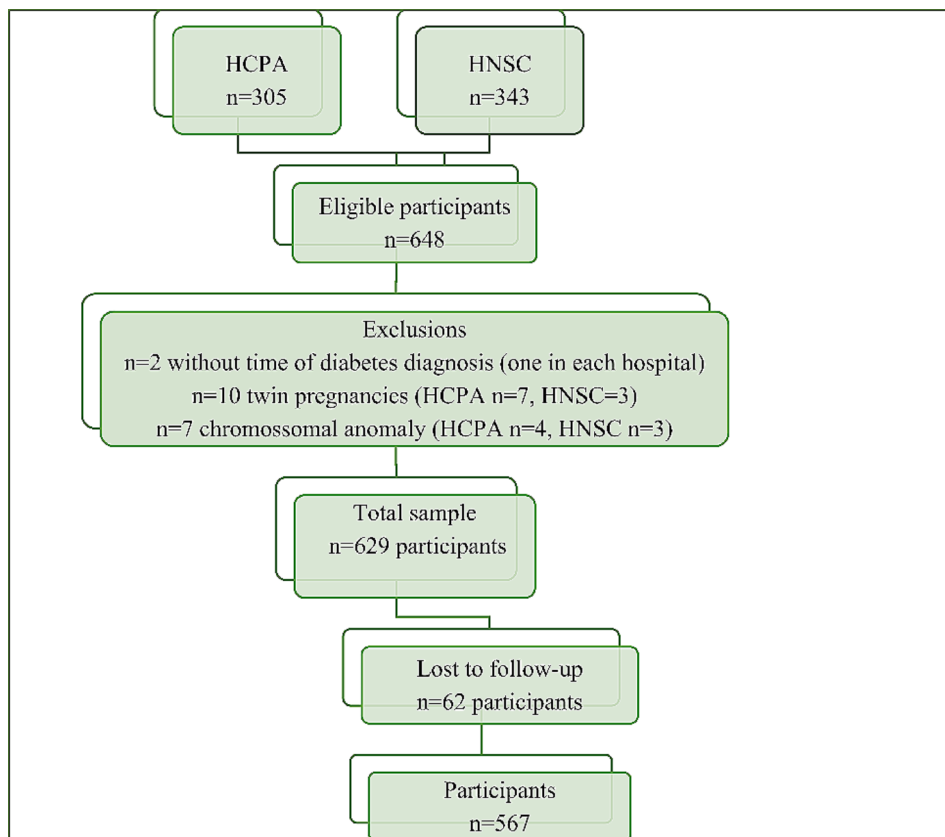 HCPA
n=305
HNSC
n=343
Eligible participants
n=648
Exclusions
n=2 without time of diabetes diagnosis (one in each hospital)
n=10 twin pregnancies (HCPA n=7, HNSC=3)
n=7 chromossomal anomaly (HCPA n=4, HNSC n=3)
Total sample
n=629 participants
Lost to follow-up
n=62 participants
Participants
n=567